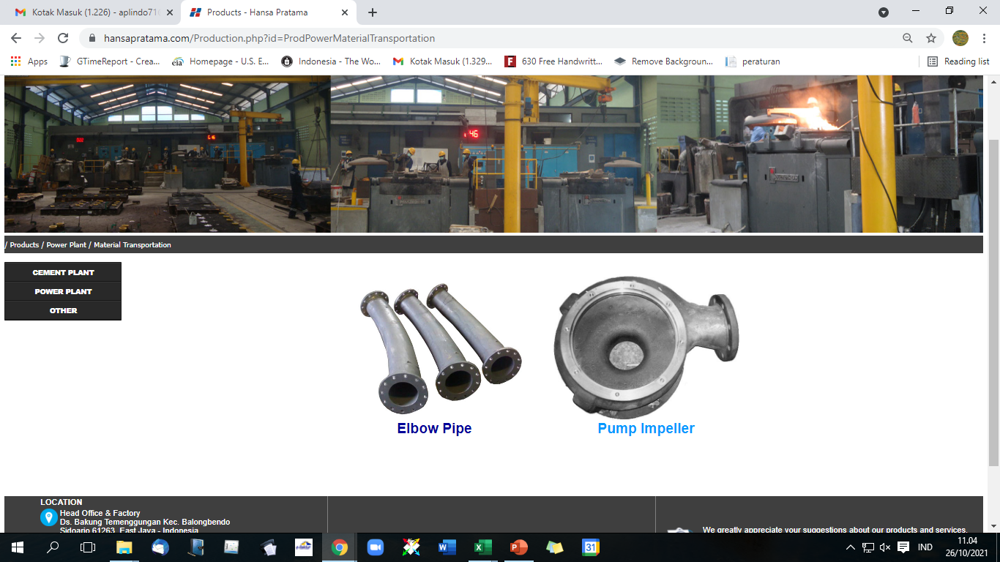 Kotak Masuk (1.226) - aplindo71
Products - Hansa Pratama
hansapratama.com/Production.php?id=ProdPowerMaterialTransportation
Apps
GTimeReport - Crea...
eia
Homepage - U.S. E...
Indonesia - The Wo...
Kotak Masuk (1.329...
F
630 Free Handwritt...
Remove Backgroun...
peraturan
Reading list
46
/ Products / Power Plant / Material Transportation
CEMENT PLANT
POWER PLANT
OTHER
Elbow Pipe
Pump Impeller
LOCATION
Head Office & Factory
Ds. Bakung Temenggungan Kec. Balongbendo
Sidoarjo 61263, East Java - Indonesia
We greatly appreciate your suggestions about our products and services.
31
IND
11.04
26/10/2021